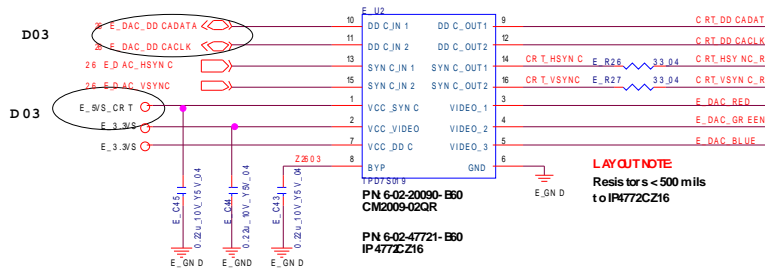 E_U2
25 E_DAC_DDCADATA 10 DDC_IN1 DDC_OUT1 9 CRT_DDCADAT
D03
26 E_DAC_DDCACLK 11 DDC_IN2 DDC_OUT2 12 CRT_DDCACLK
26 E_DAC_HSYNC 13 SYNC_IN1 SYNC_OUT1 14 CRT_HSYNC E_R26 33_04 CRT_HSYNC_R
26 E_DAC_VSYNC 15 SYNC_IN2 SYNC_OUT2 16 CRT_VSYNC E_R27 33_04 CRT_VSYNC_R
D03
E_5VS_CRT 1 VCC_SYNC VIDEO_1 3 E_DAC_RED
E_3.3VS 2 VCC_VIDEO VIDEO_2 4 E_DAC_GREEN
E_3.3VS 7 VCC_DDC VIDEO_3 5 E_DAC_BLUE
Z2603 8 BYP GND 6
TPD7S019
E_GND
LAYOUT NOTE:
Resistors < 500 mils
to IP4772CZ16
PN: 6-02-20090-B60
CM2009-02QR
PN: 6-02-47721-B60
IP4772CZ16
E_C45
0.22u_10V_Y5V_04
E_C44
0.22u_10V_Y5V_04
E_C43
0.22u_10V_Y5V_04
E_GND
E_GND
E_GND